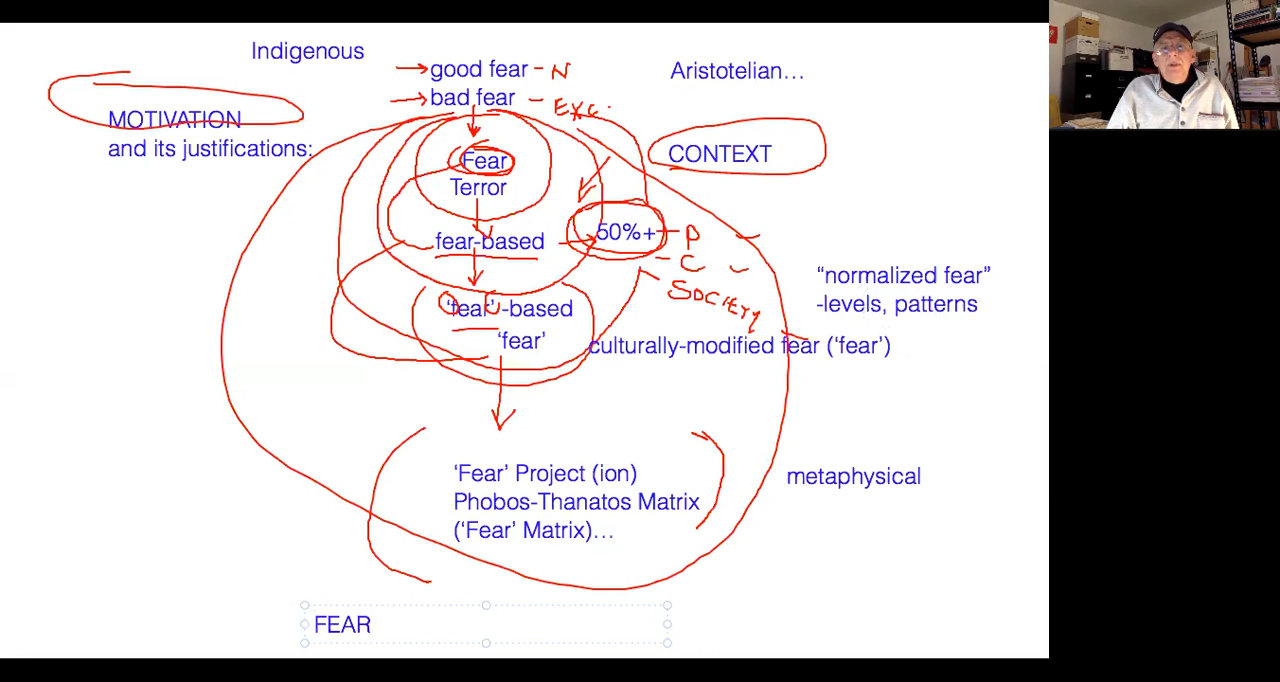 Indigenous
good fear - N
Aristotelian…
bad fear - Exc.
MOTIVATION
and its justifications:
CONTEXT
Fear
Terror
fear-based
50%+ - P
- C
- SOCIETY
"normalized fear"
-levels, patterns
'fear'-based
'fear'
culturally-modified fear ('fear')
'Fear' Project (ion)
Phobos-Thanatos Matrix
('Fear' Matrix)…
metaphysical
FEAR